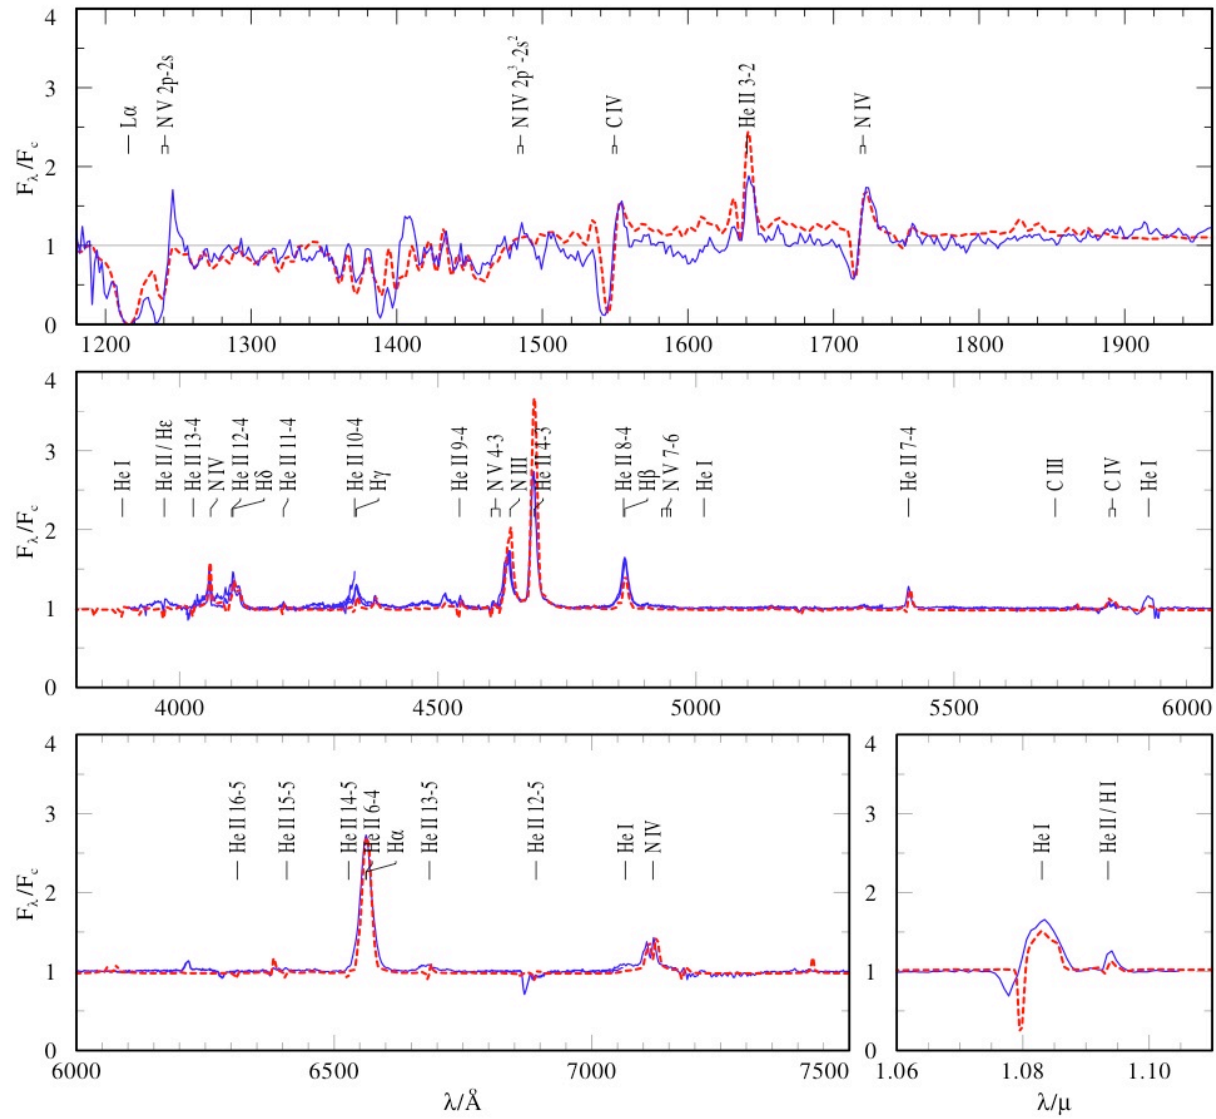 4
3
2
1
0
F_λ/F_c
Lα
N V 2p-2s
N IV 2p³-2s²
C IV
He II 3-2
N IV
1200 1300 1400 1500 1600 1700 1800 1900
4
3
2
1
0
F_λ/F_c
He I
He II / Hε
He II 13-4
N IV
He II 12-4
Hδ
He II 11-4
He II 10-4
Hγ
He II 9-4
N V 4-3
N III
He II 4-3
He II 8-4
Hβ
N V 7-6
He I
He II 7-4
C III
C IV
He I
4000 4500 5000 5500 6000
4
3
2
1
0
F_λ/F_c
He II 16-5
He II 15-5
He II 14-5
He II 6-4
Hα
He II 13-5
He II 12-5
He I
N IV
6000 6500 7000 7500
λ/Å
4
3
2
1
0
He I
He II / H I
1.06 1.08 1.10
λ/μ